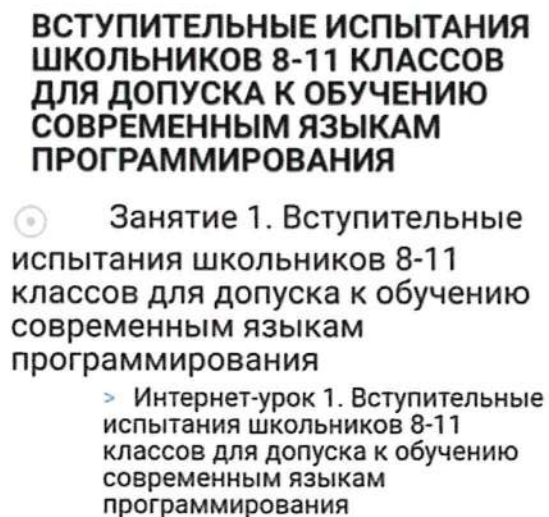 ВСТУПИТЕЛЬНЫЕ ИСПЫТАНИЯ
ШКОЛЬНИКОВ 8-11 КЛАССОВ
ДЛЯ ДОПУСКА К ОБУЧЕНИЮ
СОВРЕМЕННЫМ ЯЗЫКАМ
ПРОГРАММИРОВАНИЯ
Занятие 1. Вступительные
испытания школьников 8-11
классов для допуска к обучению
современным языкам
программирования
> Интернет-урок 1. Вступительные
испытания школьников 8-11
классов для допуска к обучению
современным языкам
программирования